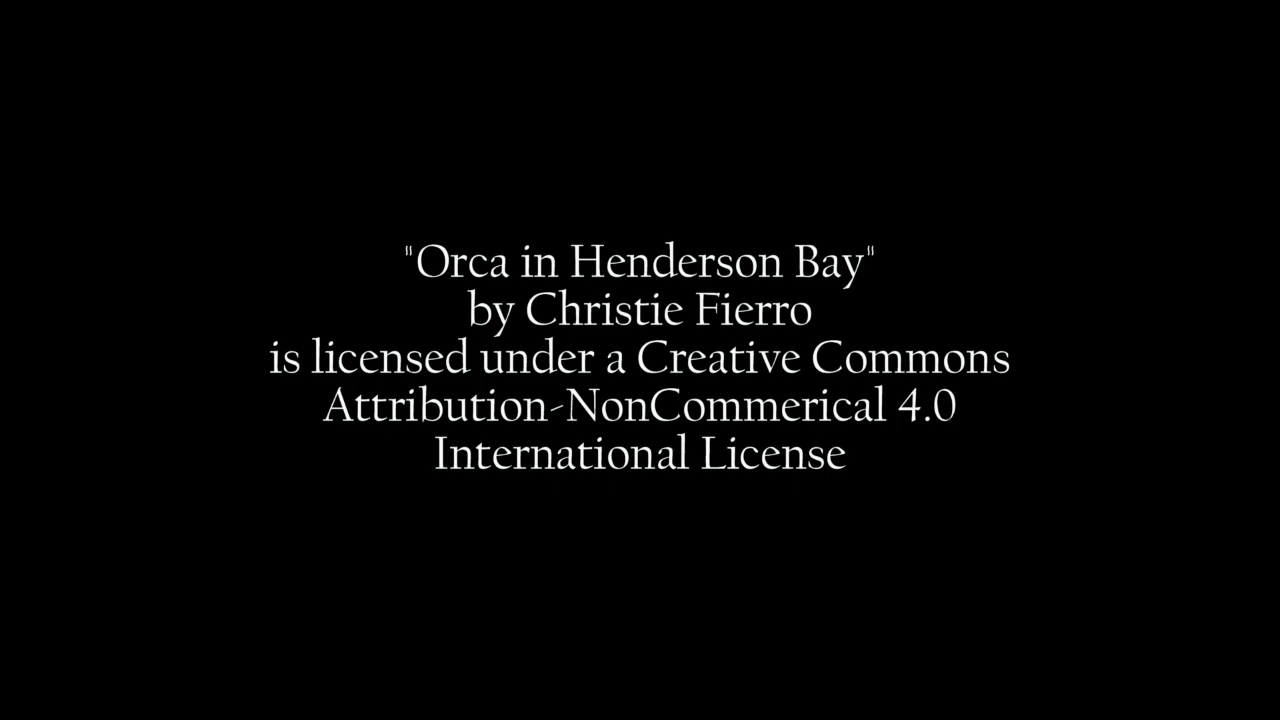 "Orca in Henderson Bay"
by Christie Fierro
is licensed under a Creative Commons
Attribution-NonCommerical 4.0
International License